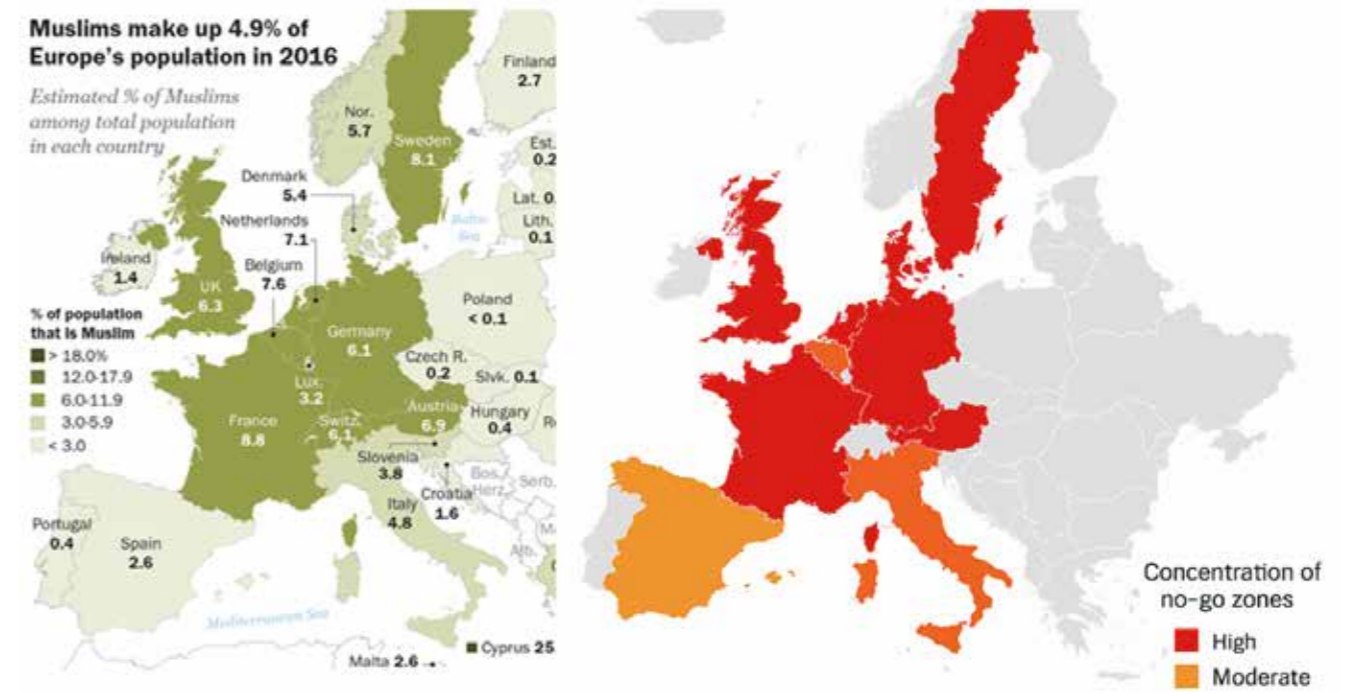 Muslims make up 4.9% of
Europe's population in 2016
Estimated % of Muslims
among total population
in each country
Finland
2.7
Nor.
5.7
Sweden
8.1
Est.
0.2
Denmark
5.4
Lat. 0.
Netherlands
7.1
Lith.
0.1
Baltic
Sea
Ireland
1.4
Belgium
7.6
UK
6.3
Poland
< 0.1
% of population
that is Muslim
> 18.0%
12.0-17.9
6.0-11.9
3.0-5.9
< 3.0
Germany
6.1
Czech R.
0.2
Slvk. 0.1
Lux.
3.2
France
8.8
Switz.
6.1
Austria
6.9
Hungary
0.4
R
Slovenia
3.8
Croatia
1.6
Bos./
Herz.
Serb.
Italy
4.8
M
Alb.
Portugal
0.4
Spain
2.6
Mediterranean Sea
Cyprus 25
Malta 2.6
Concentration of
no-go zones
High
Moderate